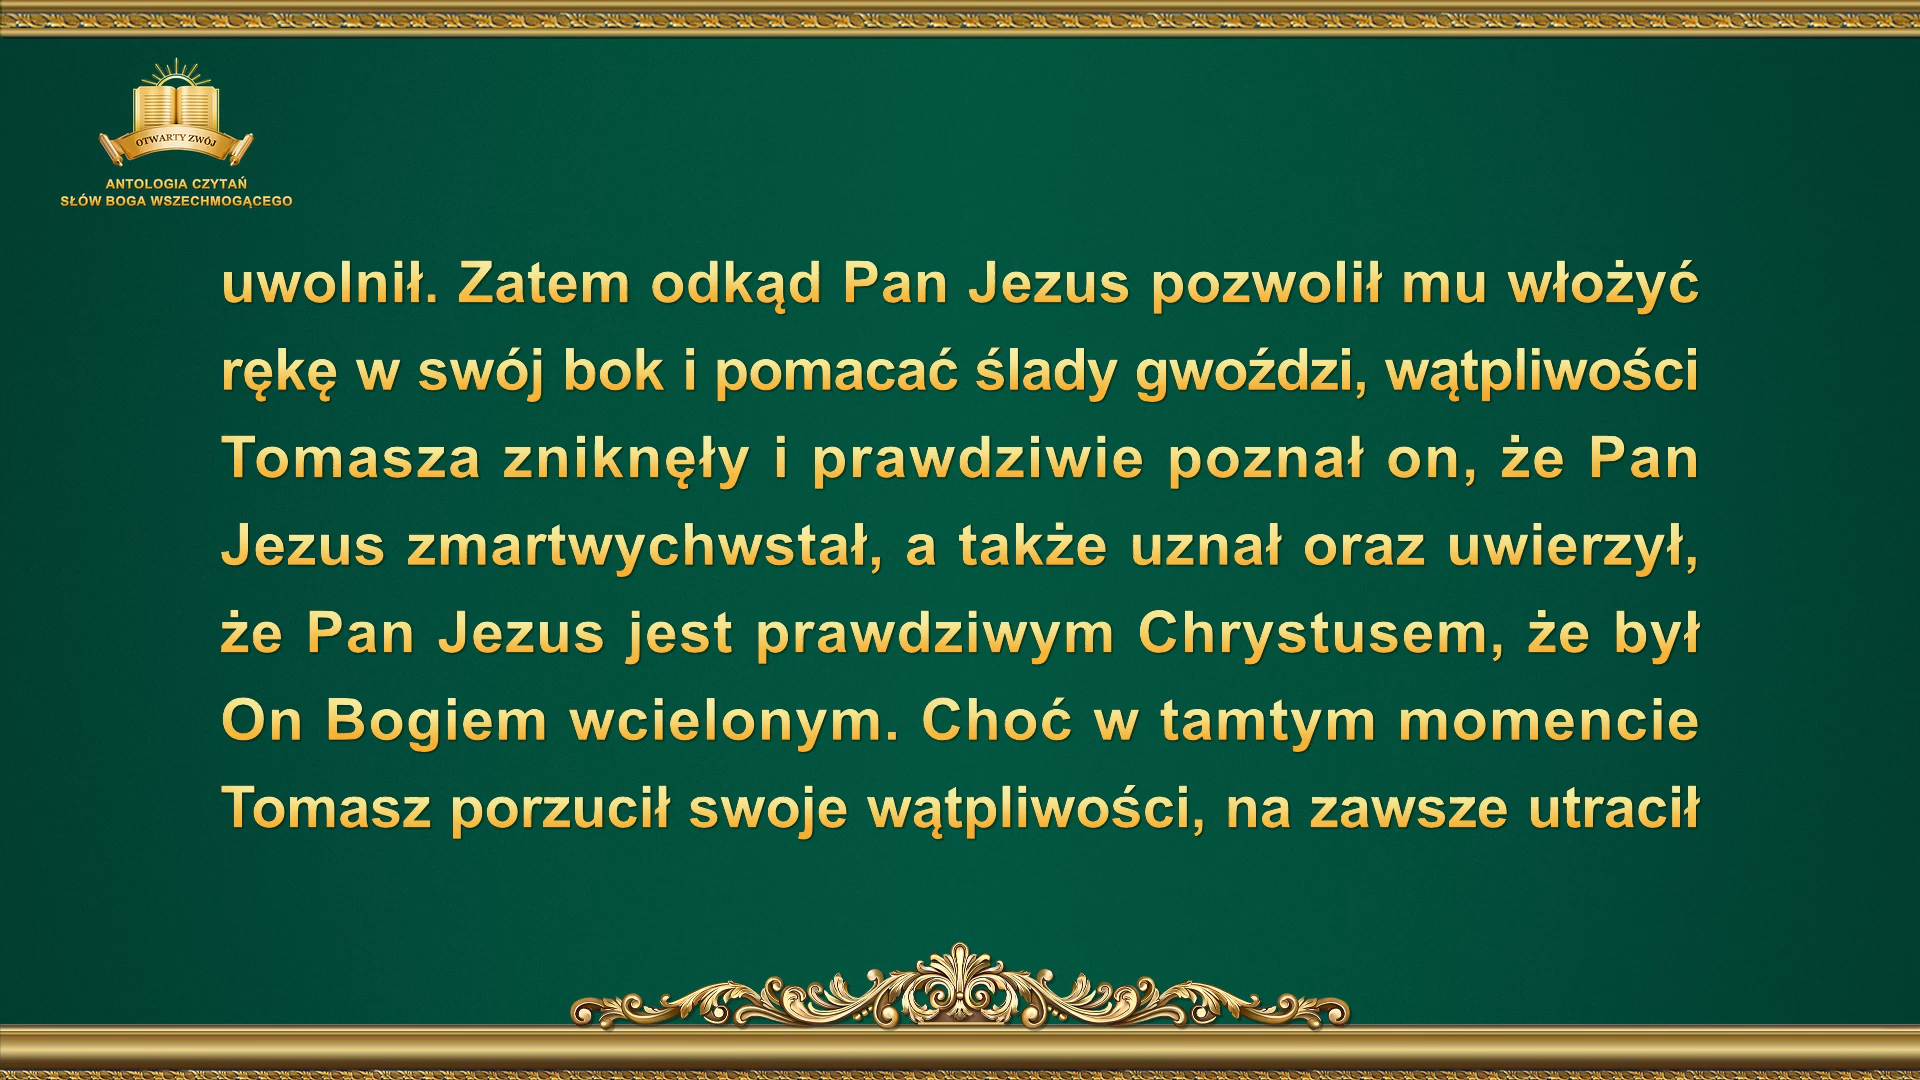 OTWARTY ZWÓJ
ANTOLOGIA CZYTAŃ
SŁÓW BOGA WSZECHMOGĄCEGO
uwolnił. Zatem odkąd Pan Jezus pozwolił mu włożyć
rękę w swój bok i pomacać ślady gwoździ, wątpliwości
Tomasza zniknęły i prawdziwie poznał on, że Pan
Jezus zmartwychwstał, a także uznał oraz uwierzył,
że Pan Jezus jest prawdziwym Chrystusem, że był
On Bogiem wcielonym. Choć w tamtym momencie
Tomasz porzucił swoje wątpliwości, na zawsze utracił